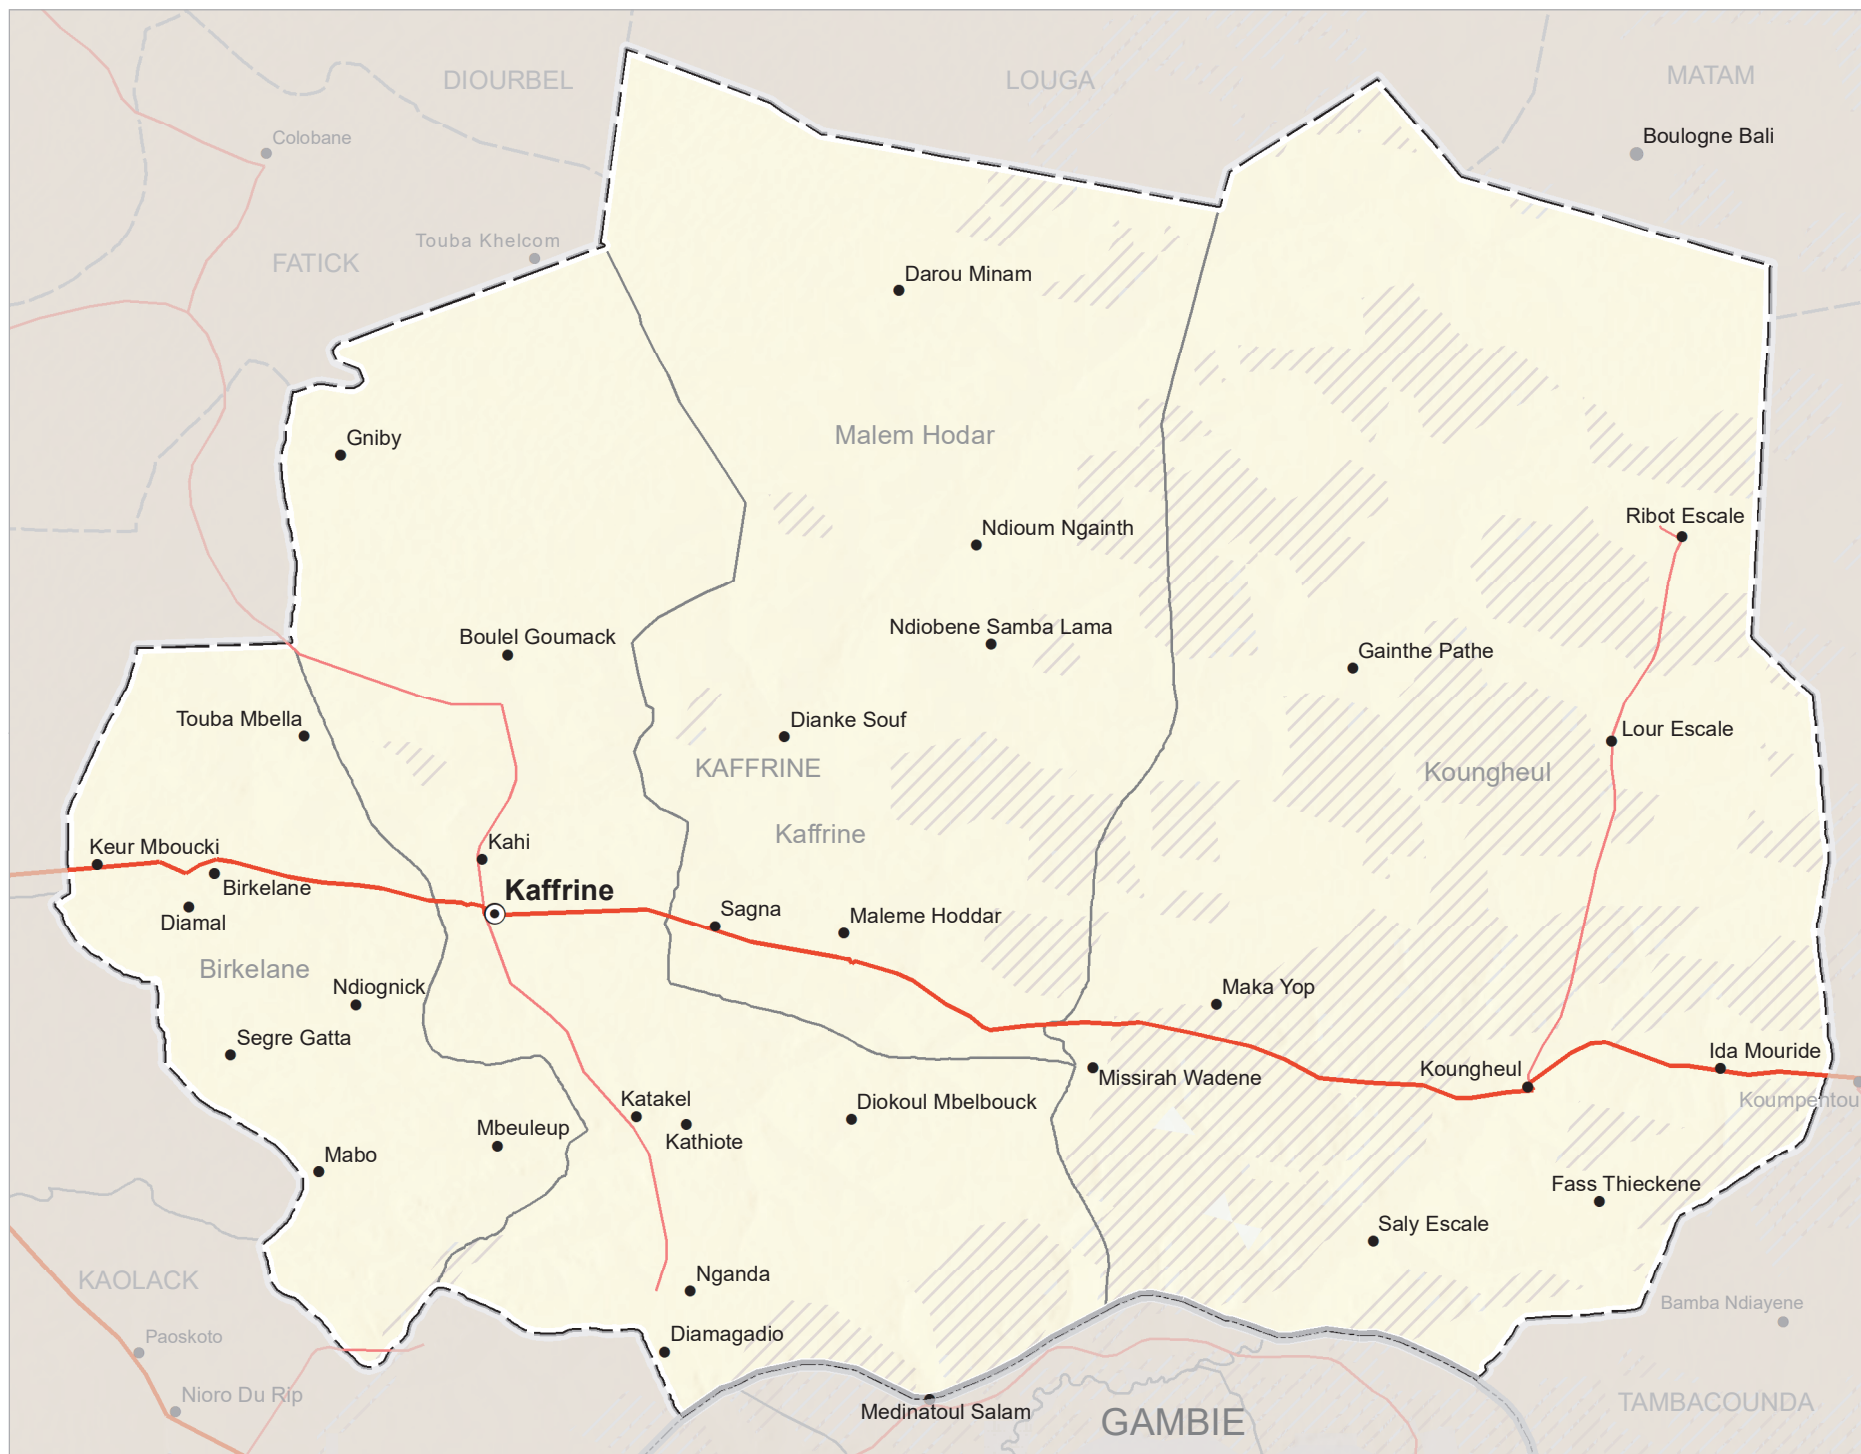 DIOURBEL
LOUGA
MATAM
Colobane
Boulogne Bali
Touba Khelcom
FATICK
Darou Minam
Gniby
Malem Hodar
Ndioum Ngainth
Ribot Escale
Boulel Goumack
Ndiobene Samba Lama
Gainthe Pathe
Touba Mbella
Dianke Souf
Lour Escale
KAFFRINE
Koungheul
Keur Mboucki
Kahi
Kaffrine
Birkelane
Kaffrine
Diamal
Sagna
Maleme Hoddar
Birkelane
Ndiognick
Maka Yop
Segre Gatta
Ida Mouride
Koungheul
Missirah Wadene
Katakel
Diokoul Mbelbouck
Koumpentou
Mbeuleup
Kathiote
Mabo
Fass Thieckene
Saly Escale
KAOLACK
Nganda
Bamba Ndiayene
Paoskoto
Diamagadio
Nioro Du Rip
Medinatoul Salam
GAMBIE
TAMBACOUNDA